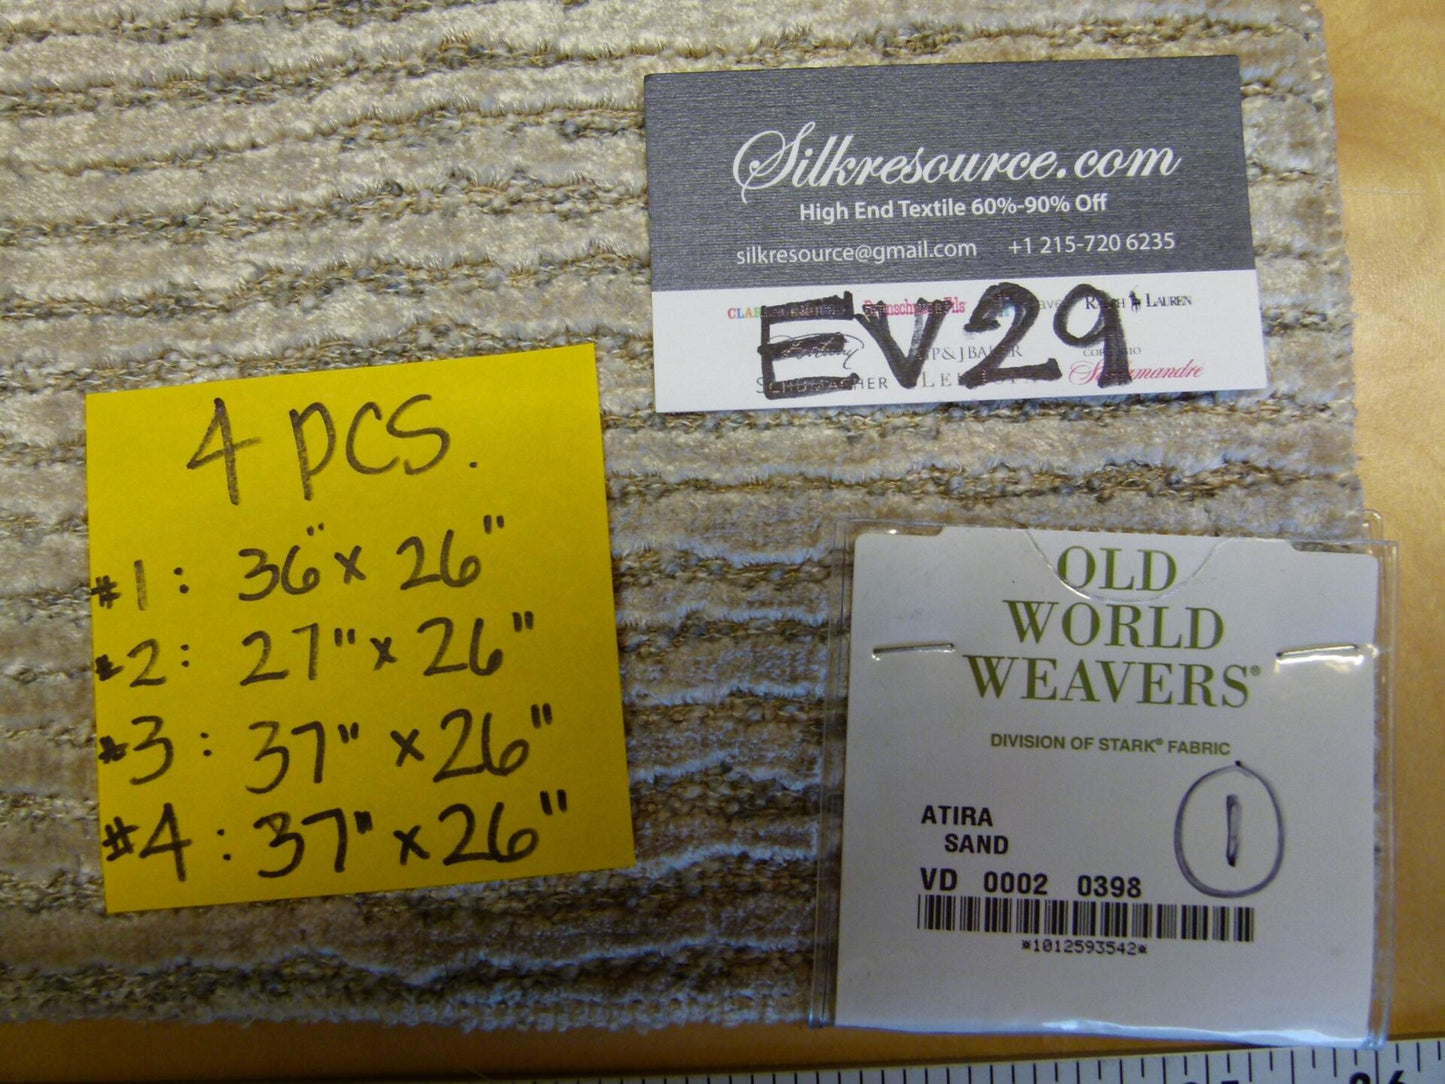 Silkresource.com
High End Textile 60%-90% Off
silkresource@gmail.com +1 215-720 6235
EV29
RALPH LAUREN
4 PCS.
#1: 36" x 26"
#2: 27" x 26"
#3: 37" x 26"
#4: 37" x 26"
OLD
WORLD
WEAVERS®
DIVISION OF STARK® FABRIC
1
ATIRA
SAND
VD 0002 0398
*1012593542*